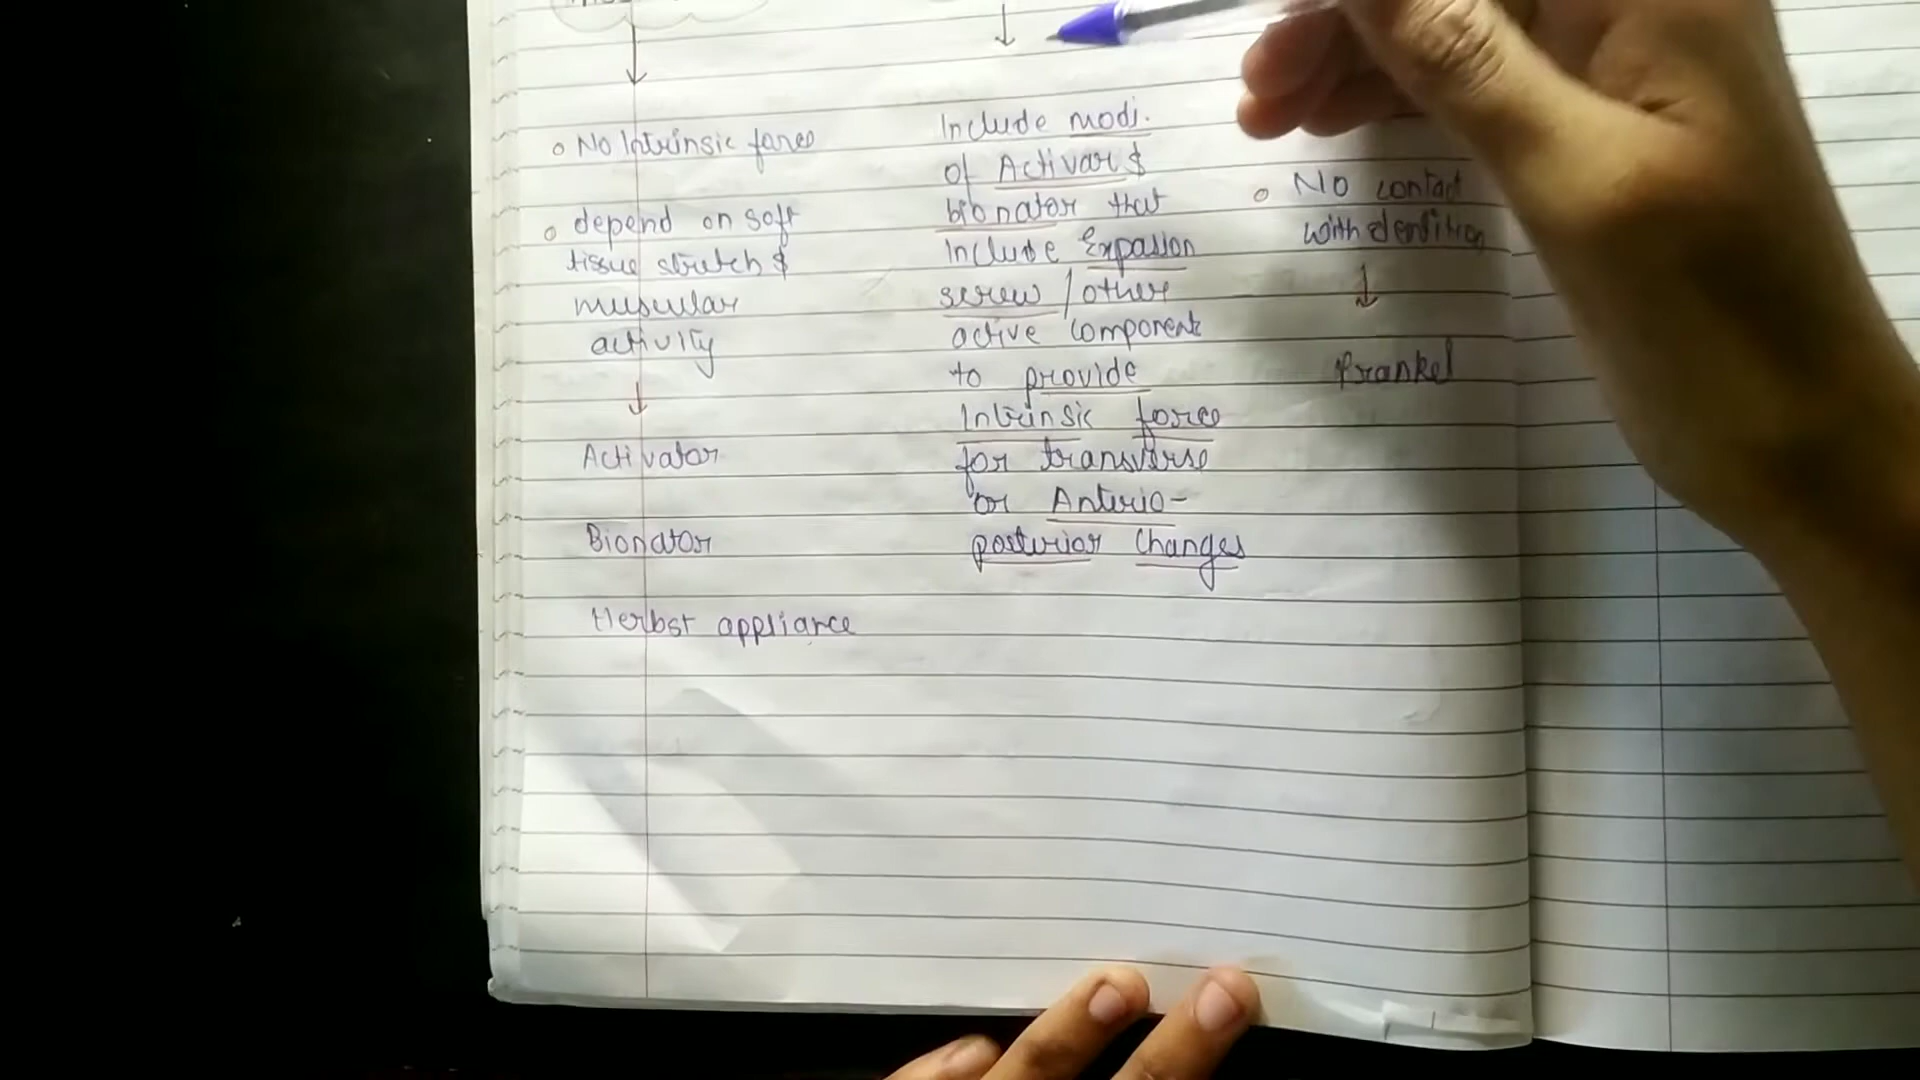 o No Intrinsic force
o depend on soft
tissue stretch &
muscular
activity
Activator
Bionator
Herbst appliance
Include modi.
of Activar &
bionator that
Include Expassion
screw / other
active component
to provide
Intrinsic force
for transverse
or Anterio-
posterior Changes
o No contact
with dentition
frankel